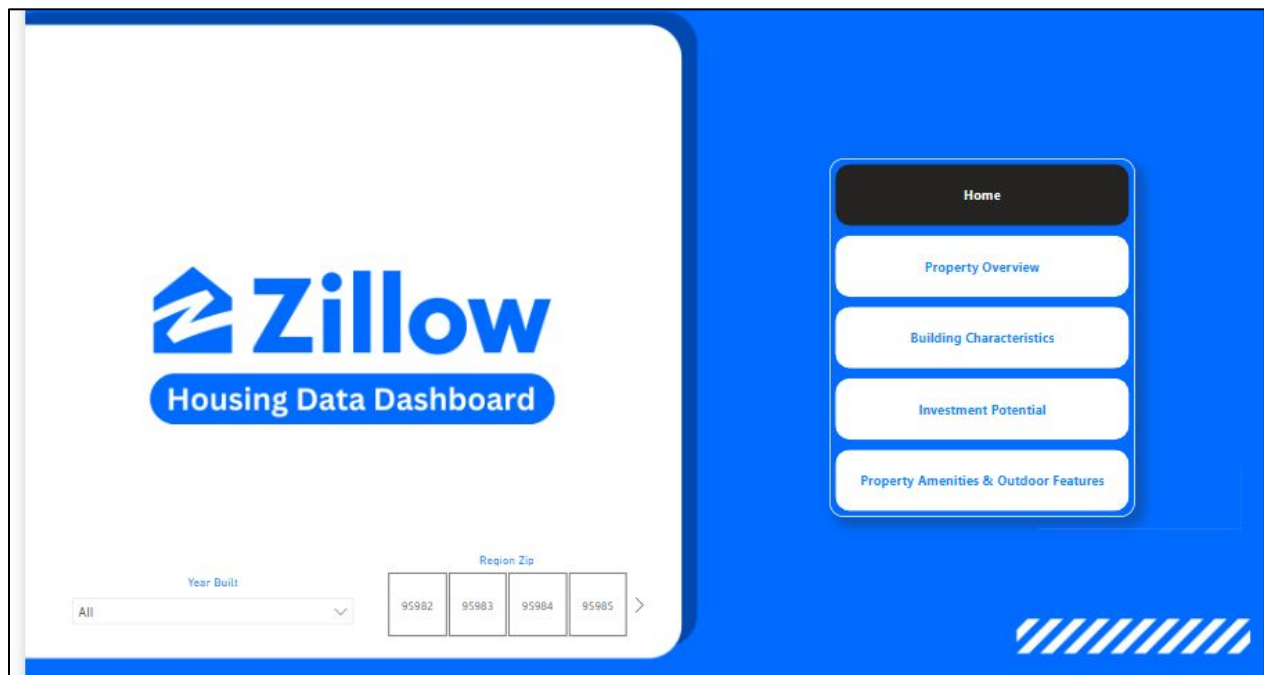 Zillow
Housing Data Dashboard
Year Built
All
Region Zip
95982 95983 95984 95985
Home
Property Overview
Building Characteristics
Investment Potential
Property Amenities & Outdoor Features